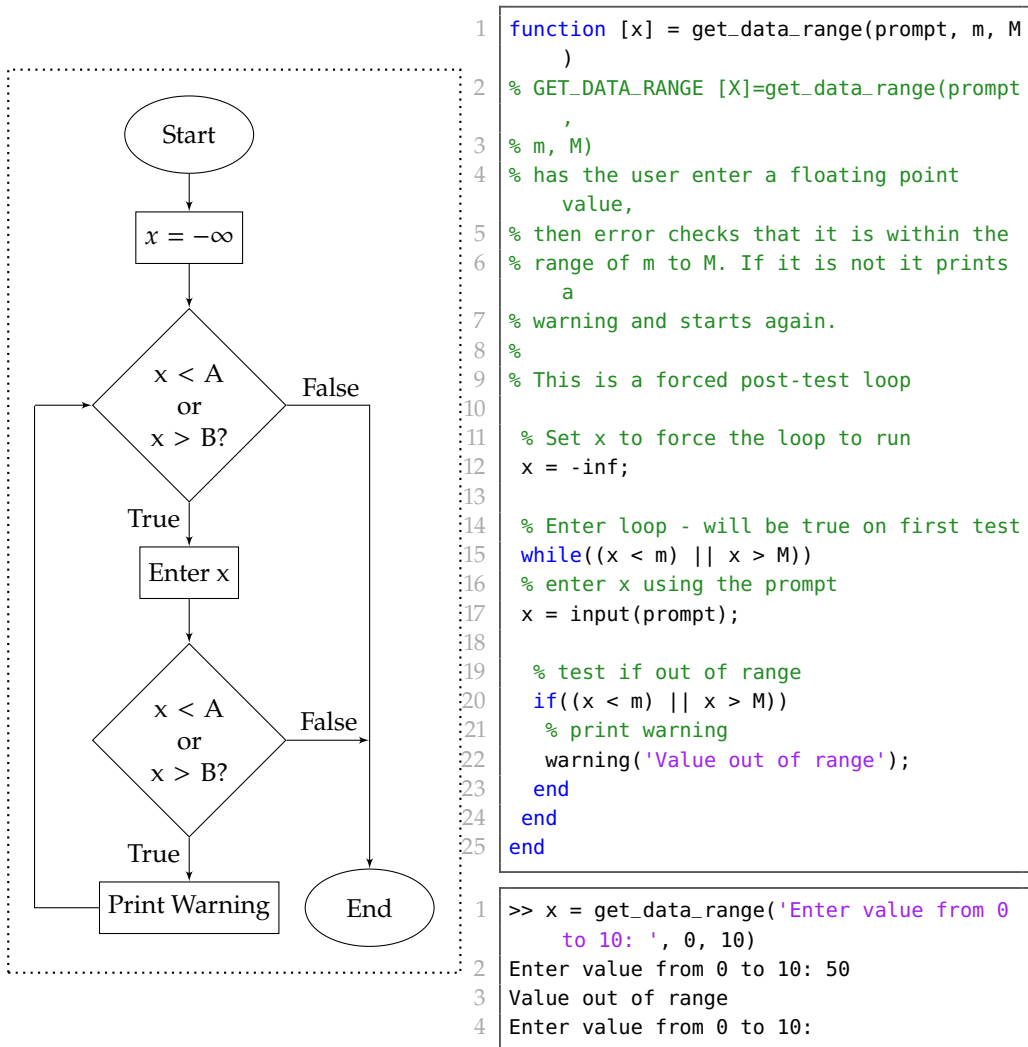 Start
x = −∞
x < A
or
x > B?
False
True
Enter x
x < A
or
x > B?
False
True
Print Warning
End
1 function [x] = get_data_range(prompt, m, M
)
2 % GET_DATA_RANGE [X]=get_data_range(prompt
,
3 % m, M)
4 % has the user enter a floating point
value,
5 % then error checks that it is within the
6 % range of m to M. If it is not it prints
a
7 % warning and starts again.
8 %
9 % This is a forced post-test loop
10
11 % Set x to force the loop to run
12 x = -inf;
13
14 % Enter loop - will be true on first test
15 while((x < m) || x > M))
16 % enter x using the prompt
17 x = input(prompt);
18
19 % test if out of range
20 if((x < m) || x > M))
21 % print warning
22 warning('Value out of range');
23 end
24 end
25 end
1 >> x = get_data_range('Enter value from 0
to 10: ', 0, 10)
2 Enter value from 0 to 10: 50
3 Value out of range
4 Enter value from 0 to 10: